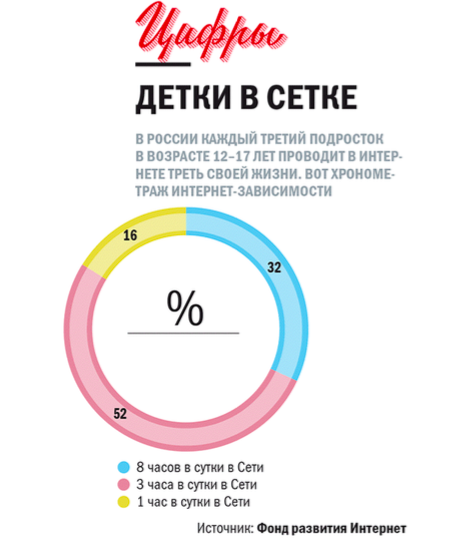 Цифры
ДЕТКИ В СЕТКЕ
В РОССИИ КАЖДЫЙ ТРЕТИЙ ПОДРОСТОК
В ВОЗРАСТЕ 12–17 ЛЕТ ПРОВОДИТ В ИНТЕР-
НЕТЕ ТРЕТЬ СВОЕЙ ЖИЗНИ. ВОТ ХРОНОМЕ-
ТРАЖ ИНТЕРНЕТ-ЗАВИСИМОСТИ
16
32
%
52
8 часов в сутки в Сети
3 часа в сутки в Сети
1 час в сутки в Сети
Источник: Фонд развития Интернет